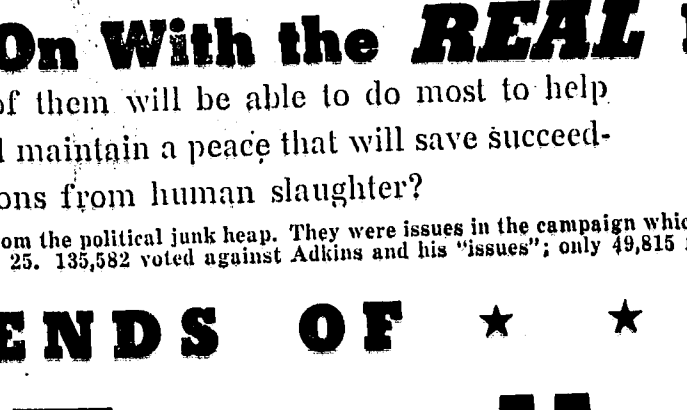 On With the REAL
of them will be able to do most to help
maintain a peace that will save succeed-
ons from human slaughter?
om the political junk heap. They were issues in the campaign whic
25. 135,582 voted against Adkins and his "issues"; only 49,815
ENDS OF ★ ★